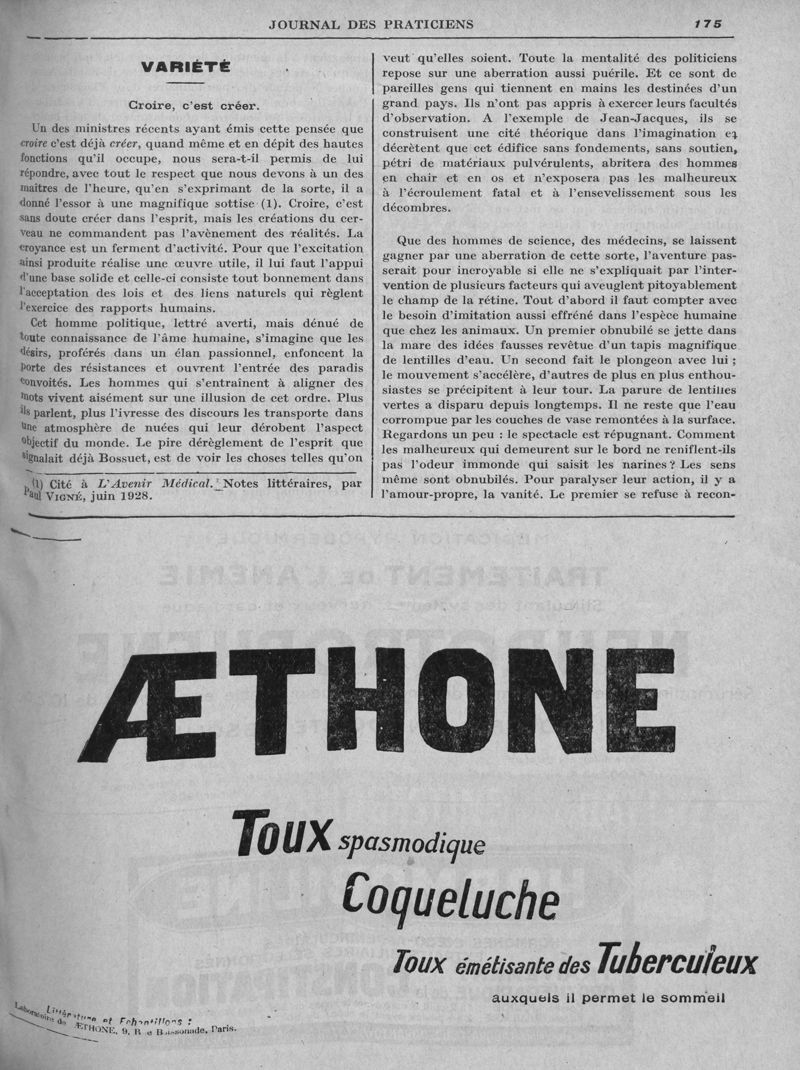 JOURNAL DES PRATICIENS 175
VARIÉTÉ
Croire, c'est créer.
Un des ministres récents ayant émis cette pensée que
croire c'est déjà créer, quand même et en dépit des hautes
fonctions qu'il occupe, nous sera-t-il permis de lui
répondre, avec tout le respect que nous devons à un des
maîtres de l'heure, qu'en s'exprimant de la sorte, il a
donné l'essor à une magnifique sottise (1). Croire, c'est
sans doute créer dans l'esprit, mais les créations du cer-
veau ne commandent pas l'avènement des réalités. La
croyance est un ferment d'activité. Pour que l'excitation
ainsi produite réalise une œuvre utile, il lui faut l'appui
d'une base solide et celle-ci consiste tout bonnement dans
l'acceptation des lois et des liens naturels qui règlent
l'exercice des rapports humains.
Cet homme politique, lettré averti, mais dénué de
toute connaissance de l'âme humaine, s'imagine que les
désirs, proférés dans un élan passionnel, enfoncent la
porte des résistances et ouvrent l'entrée des paradis
convoités. Les hommes qui s'entraînent à aligner des
mots vivent aisément sur une illusion de cet ordre. Plus
ils parlent, plus l'ivresse des discours les transporte dans
une atmosphère de nuées qui leur dérobent l'aspect
objectif du monde. Le pire dérèglement de l'esprit que
signalait déjà Bossuet, est de voir les choses telles qu'on
(1) Cité à L'Avenir Médical. Notes littéraires, par
Paul VIGNÉ, juin 1928.
veut qu'elles soient. Toute la mentalité des politiciens
repose sur une aberration aussi puérile. Et ce sont de
pareilles gens qui tiennent en mains les destinées d'un
grand pays. Ils n'ont pas appris à exercer leurs facultés
d'observation. A l'exemple de Jean-Jacques, ils se
construisent une cité théorique dans l'imagination et
décrètent que cet édifice sans fondements, sans soutien,
pétri de matériaux pulvérulents, abritera des hommes
en chair et en os et n'exposera pas les malheureux
à l'écroulement fatal et à l'ensevelissement sous les
décombres.
Que des hommes de science, des médecins, se laissent
gagner par une aberration de cette sorte, l'aventure pas-
serait pour incroyable si elle ne s'expliquait par l'inter-
vention de plusieurs facteurs qui aveuglent pitoyablement
le champ de la rétine. Tout d'abord il faut compter avec
le besoin d'imitation aussi effréné dans l'espèce humaine
que chez les animaux. Un premier obnubilé se jette dans
la mare des idées fausses revêtue d'un tapis magnifique
de lentilles d'eau. Un second fait le plongeon avec lui ;
le mouvement s'accélère, d'autres de plus en plus enthou-
siastes se précipitent à leur tour. La parure de lentilles
vertes a disparu depuis longtemps. Il ne reste que l'eau
corrompue par les couches de vase remontées à la surface.
Regardons un peu : le spectacle est répugnant. Comment
les malheureux qui demeurent sur le bord ne reniflent-ils
pas l'odeur immonde qui saisit les narines ? Les sens
même sont obnubilés. Pour paralyser leur action, il y a
l'amour-propre, la vanité. Le premier se refuse à recon-
ÆTHONE
TOUX spasmodique
Coqueluche
Toux émétisante des Tuberculeux
auxquels il permet le sommeil
Littérature et Echantillons :
Laboratoire de ÆTHONE, 9, R e Boissonade, Paris.